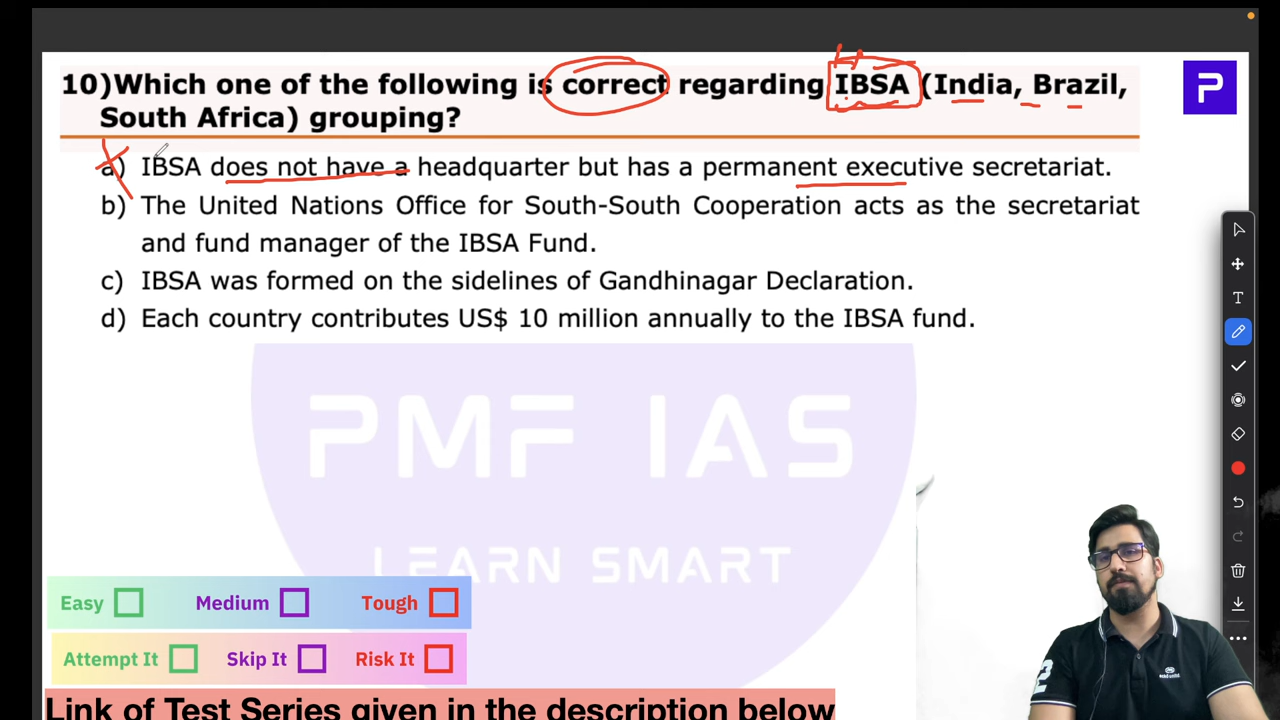 10)Which one of the following is correct regarding IBSA (India, Brazil,
South Africa) grouping?
a) IBSA does not have a headquarter but has a permanent executive secretariat.
b) The United Nations Office for South-South Cooperation acts as the secretariat
and fund manager of the IBSA Fund.
c) IBSA was formed on the sidelines of Gandhinagar Declaration.
d) Each country contributes US$ 10 million annually to the IBSA fund.
PMF IAS
LEARN SMART
Easy Medium Tough
Attempt It Skip It Risk It
Link of Test Series given in the description below
P
T
2